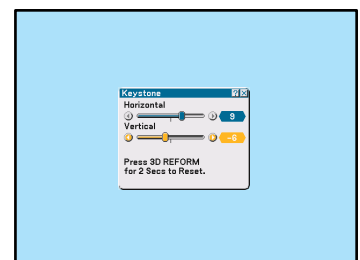 Keystone
Horizontal
9
Vertical
-6
Press 3D REFORM
for 2 Secs to Reset.